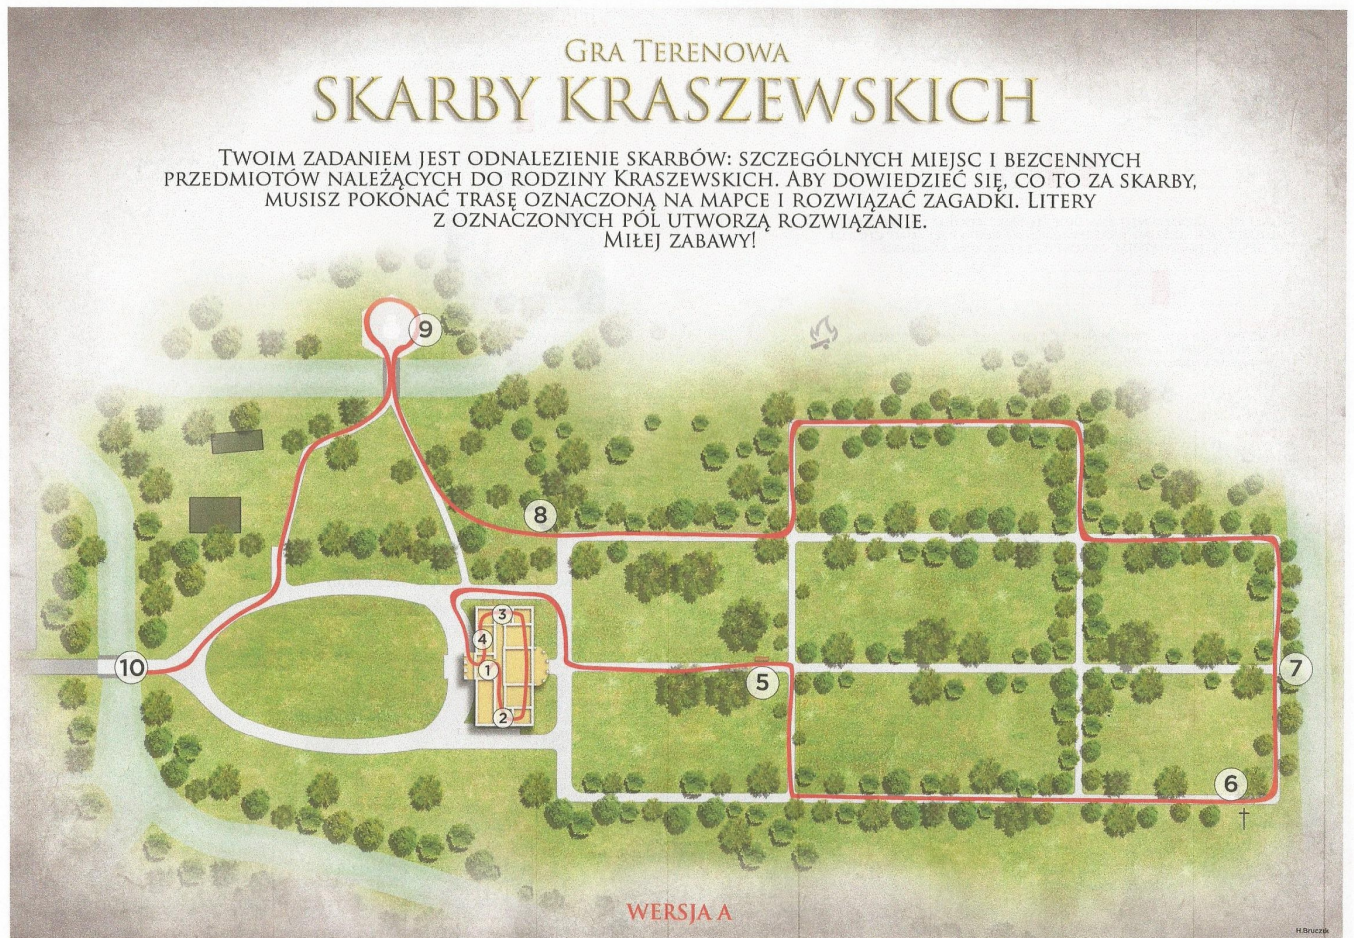 Gra Terenowa
SKARBY KRASZEWSKICH
Twoim zadaniem jest odnalezienie skarbów: szczególnych miejsc i bezcennych
przedmiotów należących do rodziny Kraszewskich. Aby dowiedzieć się, co to za skarby,
musisz pokonać trasę oznaczoną na mapce i rozwiązać zagadki. Litery
z oznaczonych pól utworzą rozwiązanie.
Miłej zabawy!
9
8
3
4
10
1
5
7
2
6
WERSJA A
H.Bruczyk